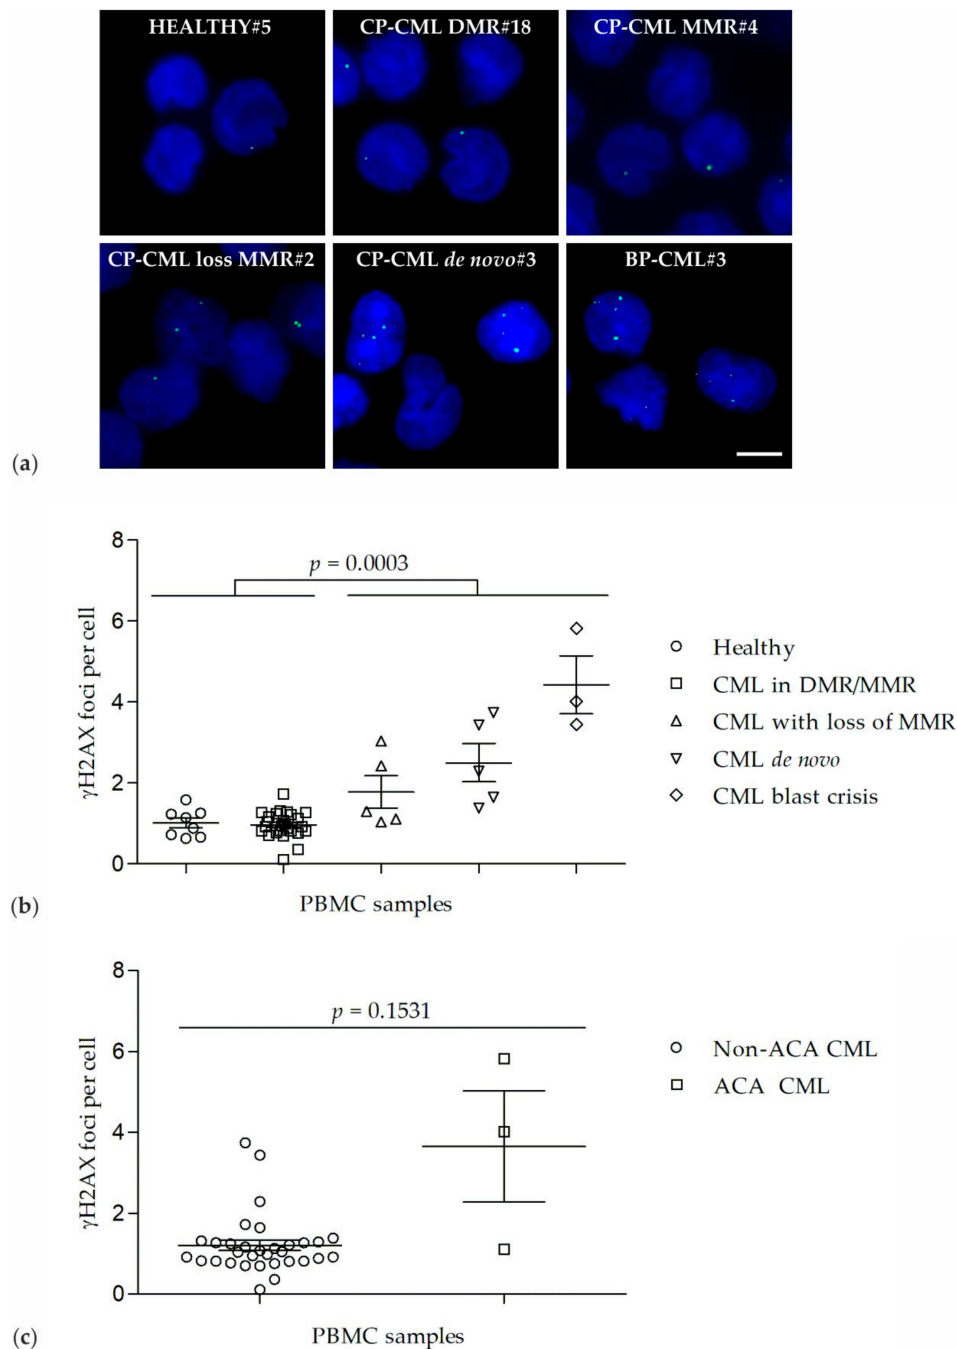 HEALTHY#5 CP-CML DMR#18 CP-CML MMR#4
CP-CML loss MMR#2 CP-CML de novo#3 BP-CML#3
(a)
8
p = 0.0003
6
4
2
0
γH2AX foci per cell
PBMC samples
Healthy
CML in DMR/MMR
CML with loss of MMR
CML de novo
CML blast crisis
(b)
8
p = 0.1531
6
4
2
0
γH2AX foci per cell
PBMC samples
Non-ACA CML
ACA CML
(c)